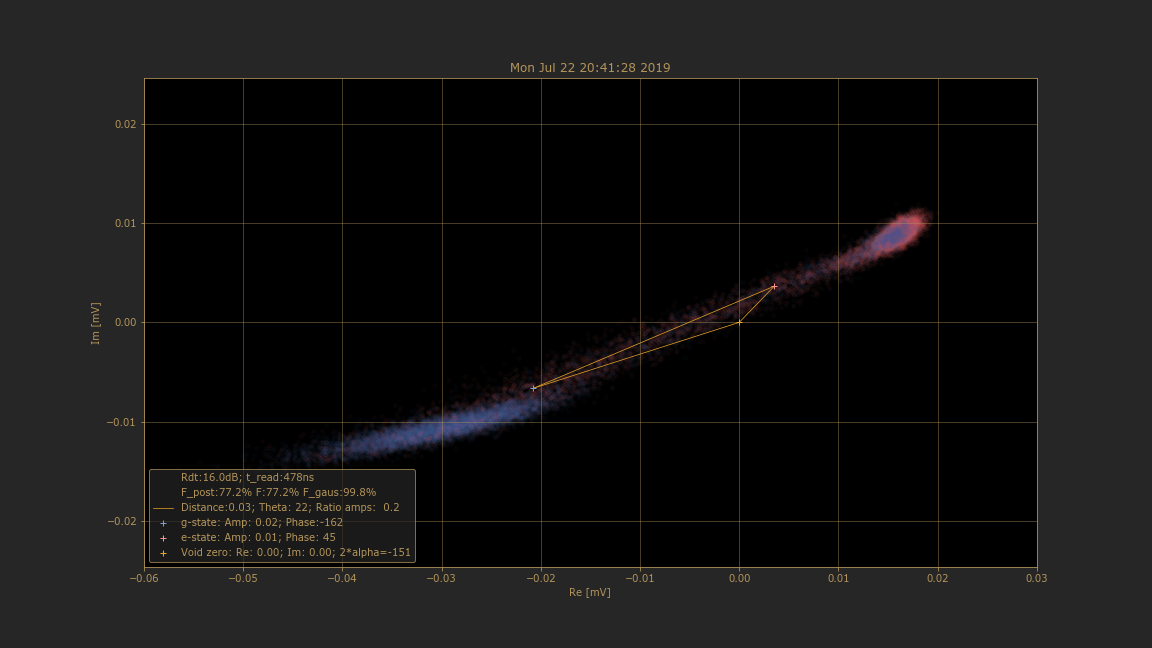 Mon Jul 22 20:41:28 2019
Im [mV]
0.02
0.01
0.00
−0.01
−0.02
Rdt:16.0dB; t_read:478ns
F_post:77.2% F:77.2% F_gaus:99.8%
Distance:0.03; Theta: 22; Ratio amps:  0.2
g-state: Amp: 0.02; Phase:-162
e-state: Amp: 0.01; Phase: 45
Void zero: Re: 0.00; Im: 0.00; 2*alpha=-151
−0.06 −0.05 −0.04 −0.03 −0.02 −0.01 0.00 0.01 0.02 0.03
Re [mV]